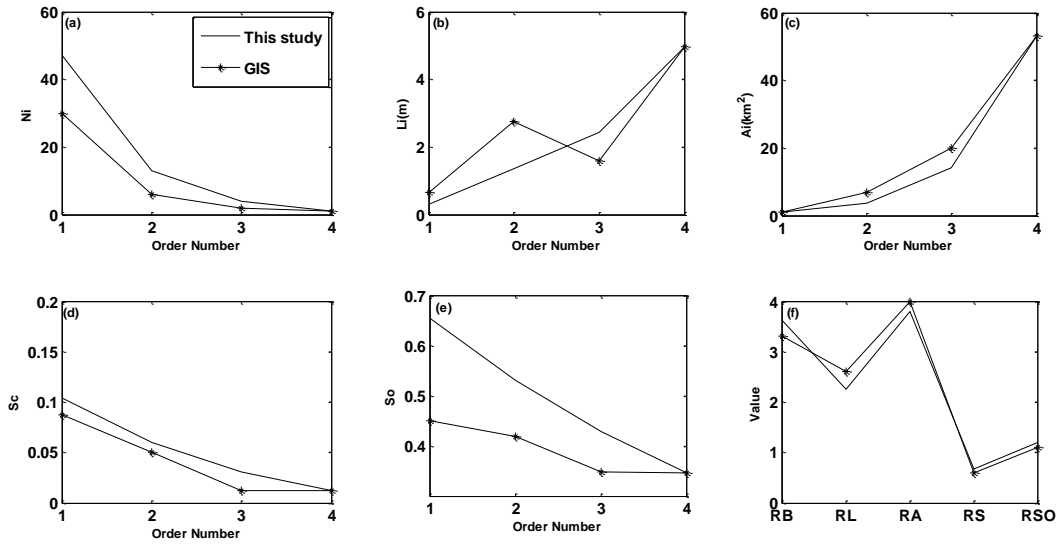 (a)
This study
GIS
60
40
20
0
Ni
1 2 3 4
Order Number
(b)
6
4
2
0
Li(m)
1 2 3 4
Order Number
(c)
60
40
20
0
Ai(km²)
1 2 3 4
Order Number
(d)
0.2
0.15
0.1
0.05
0
Sc
1 2 3 4
Order Number
(e)
0.7
0.6
0.5
0.4
So
1 2 3 4
Order Number
(f)
4
3
2
1
0
Value
RB RL RA RS RSO